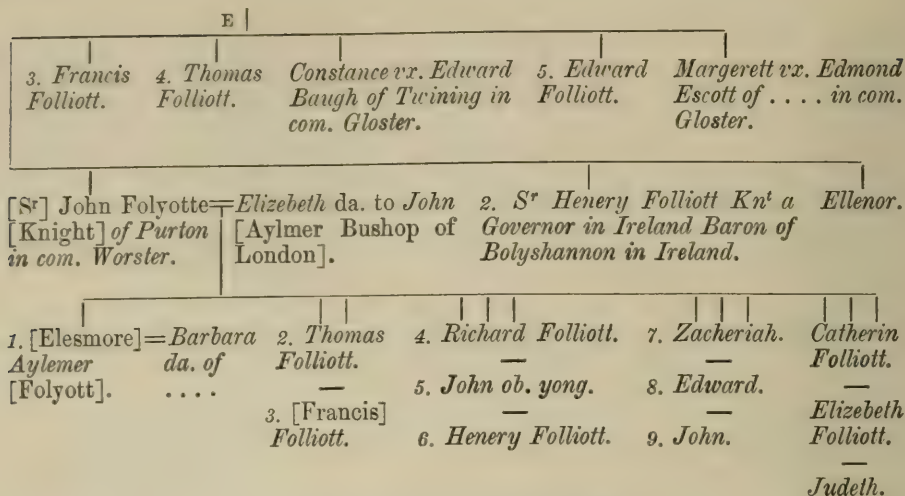 E
3. Francis Folliott.
4. Thomas Folliott.
Constance vx. Edward Baugh of Twining in com. Gloster.
5. Edward Folliott.
Margerett vx. Edmond Escott of . . . . in com. Gloster.
[Sʳ] John Folyotte
[Knight] of Purton
in com. Worster.
=Elizebeth da. to John
[Aylmer Bushop of
London].
2. Sʳ Henery Folliott Knᵗ a
Governor in Ireland Baron of
Bolyshannon in Ireland.
Ellenor.
1. [Elesmore]
Aylemer
[Folyott].
=Barbara
da. of
. . . .
2. Thomas
Folliott.
—
3. [Francis]
Folliott.
4. Richard Folliott.
—
5. John ob. yong.
—
6. Henery Folliott.
7. Zacheriah.
—
8. Edward.
—
9. John.
Catherin
Folliott.
—
Elizebeth
Folliott.
—
Judeth.